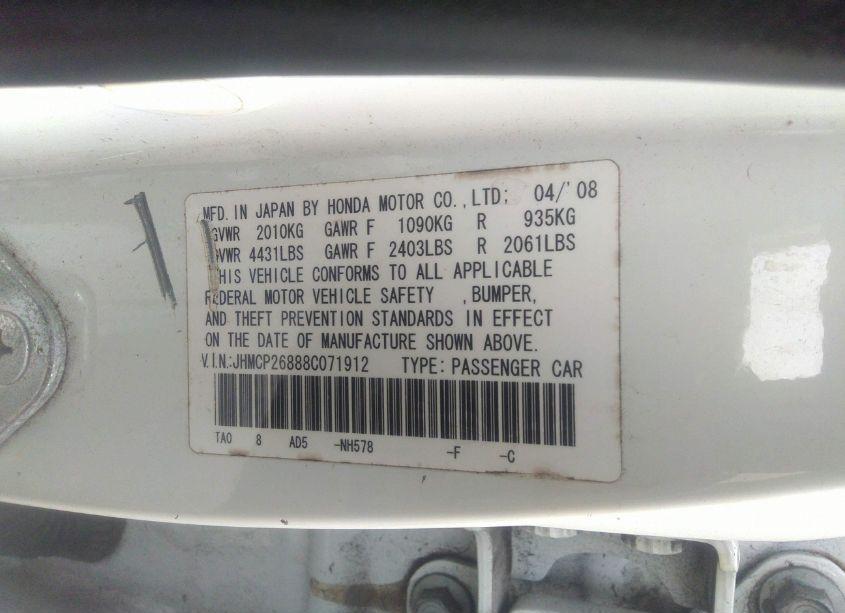 MFD. IN JAPAN BY HONDA MOTOR CO.,LTD; 04/'08
GVWR 2010KG GAWR F 1090KG R 935KG
GVWR 4431LBS GAWR F 2403LBS R 2061LBS
THIS VEHICLE CONFORMS TO ALL APPLICABLE
FEDERAL MOTOR VEHICLE SAFETY ,BUMPER,
AND THEFT PREVENTION STANDARDS IN EFFECT
ON THE DATE OF MANUFACTURE SHOWN ABOVE.
V.I.N.:JHMCP26888C071912 TYPE: PASSENGER CAR
TA0 8 AD5 -NH578 -F -C